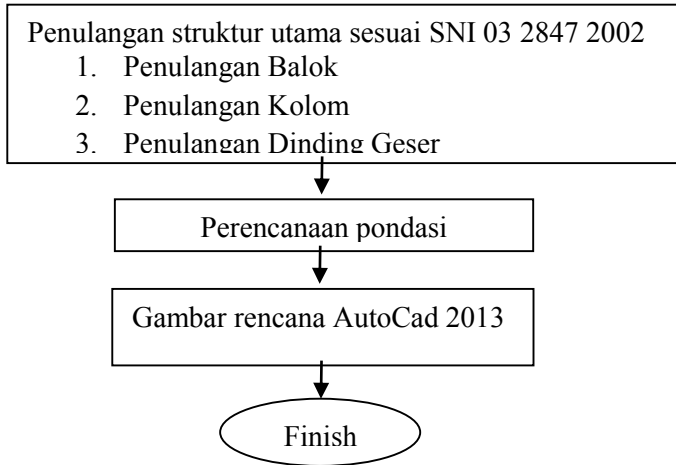 Penulangan struktur utama sesuai SNI 03 2847 2002
1. Penulangan Balok
2. Penulangan Kolom
3. Penulangan Dinding Geser
Perencanaan pondasi
Gambar rencana AutoCad 2013
Finish